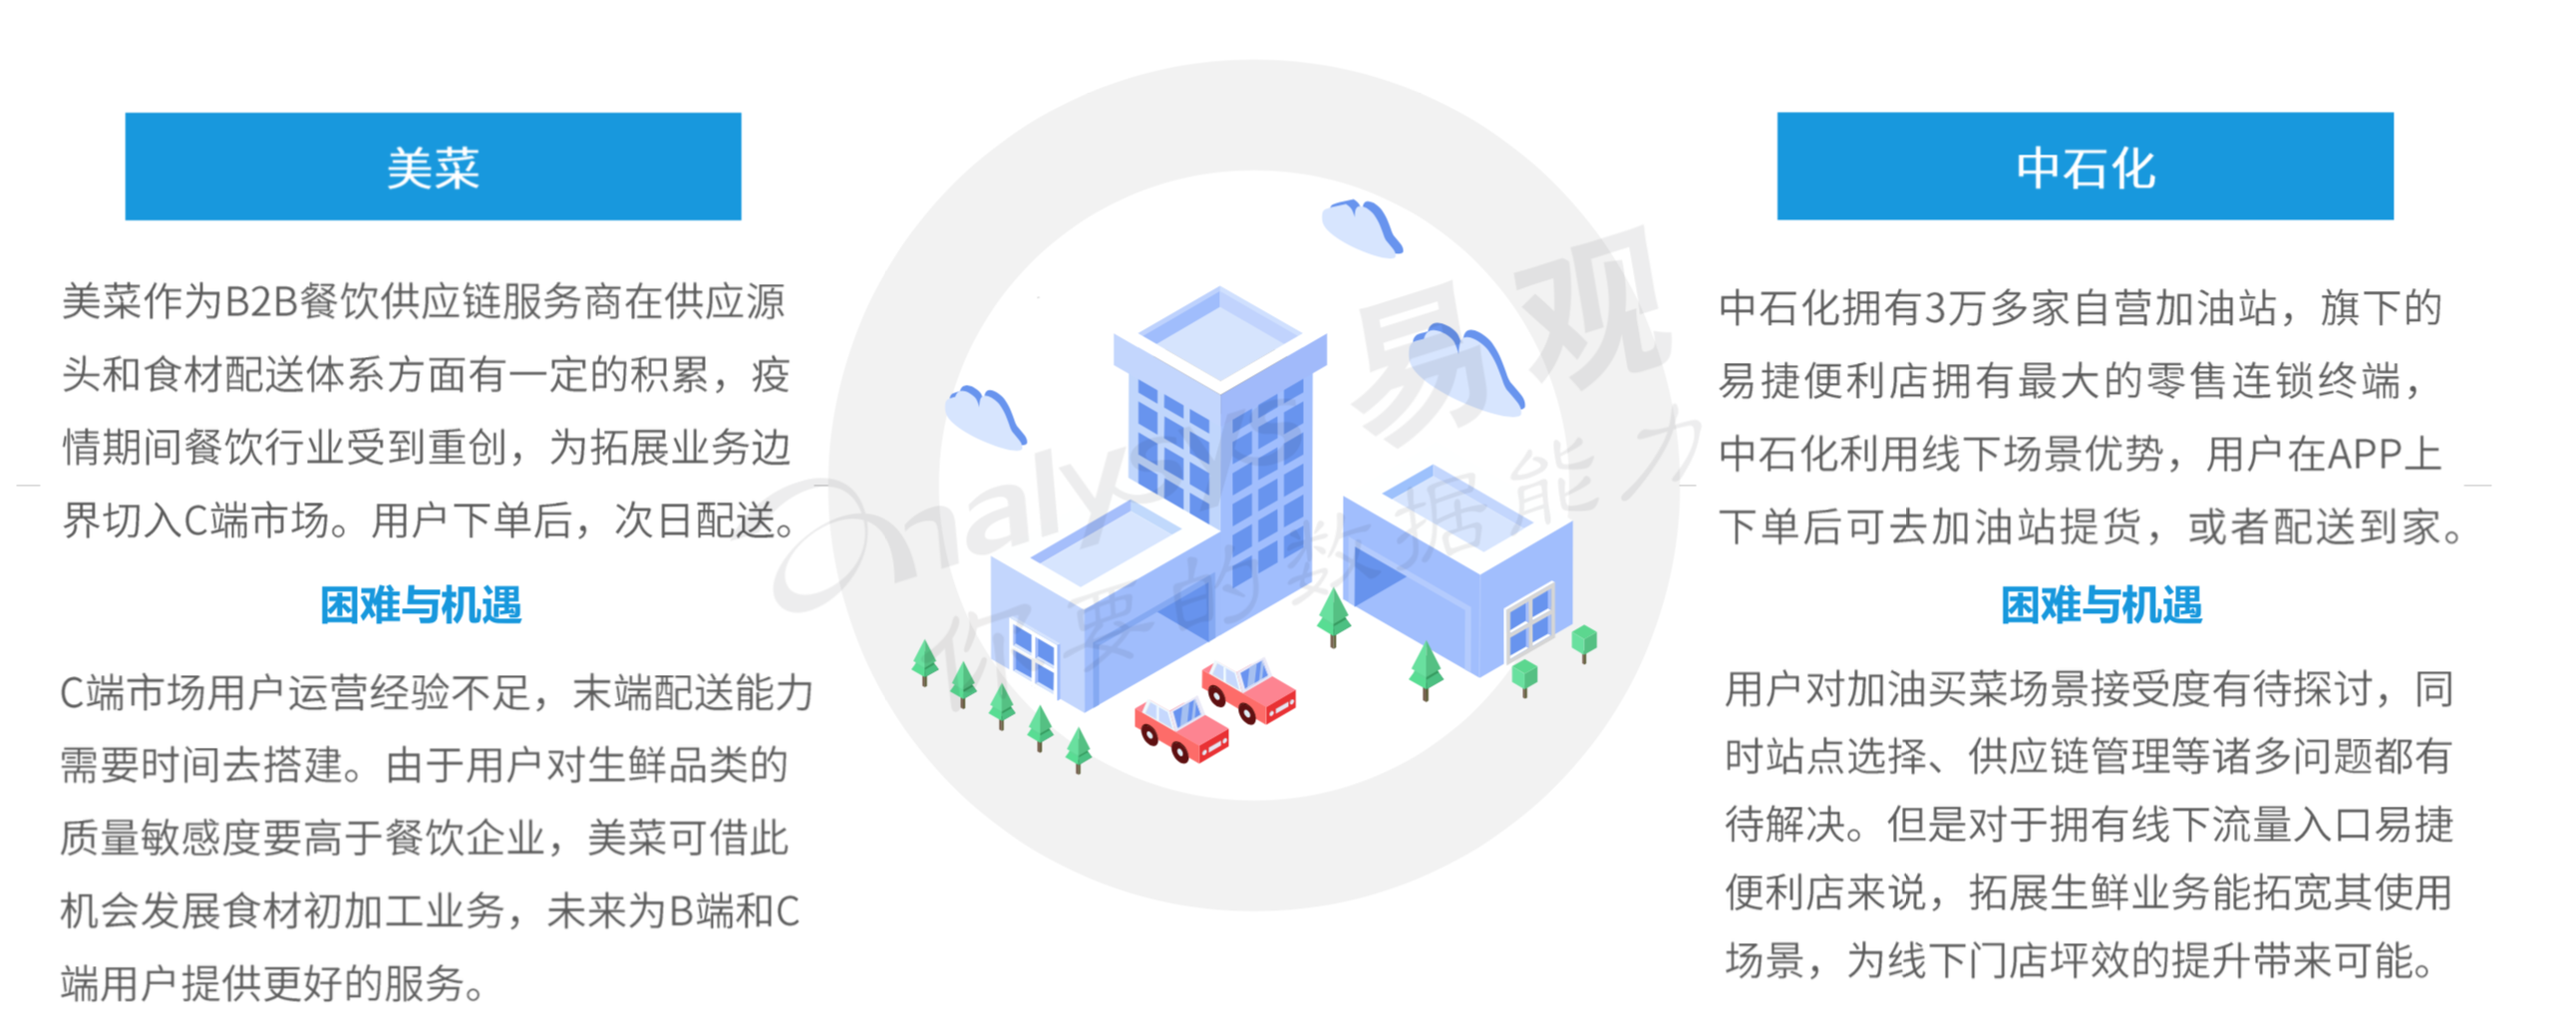 美菜
美菜作为B2B餐饮供应链服务商在供应源
头和食材配送体系方面有一定的积累，疫
情期间餐饮行业受到重创，为拓展业务边
界切入C端市场。用户下单后，次日配送。
困难与机遇
C端市场用户运营经验不足，末端配送能力
需要时间去搭建。由于用户对生鲜品类的
质量敏感度要高于餐饮企业，美菜可借此
机会发展食材初加工业务，未来为B端和C
端用户提供更好的服务。
analysys 易观
你要的数据能力
中石化
中石化拥有3万多家自营加油站，旗下的
易捷便利店拥有最大的零售连锁终端，
中石化利用线下场景优势，用户在APP上
下单后可去加油站提货，或者配送到家。
困难与机遇
用户对加油买菜场景接受度有待探讨，同
时站点选择、供应链管理等诸多问题都有
待解决。但是对于拥有线下流量入口易捷
便利店来说，拓展生鲜业务能拓宽其使用
场景，为线下门店坪效的提升带来可能。